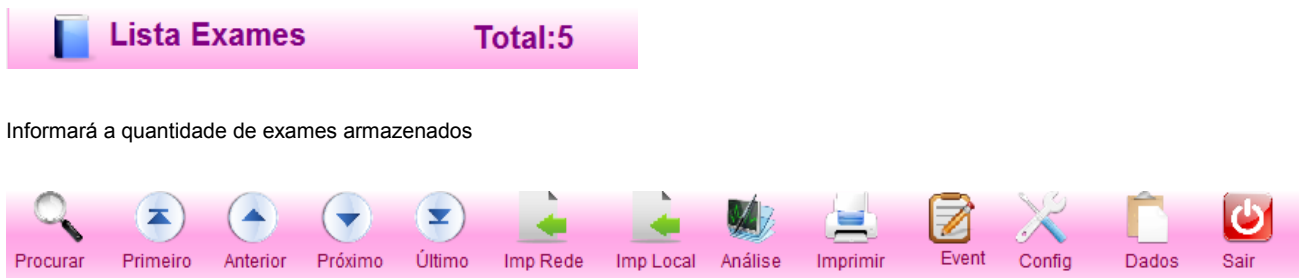 Lista Exames Total:5
Informará a quantidade de exames armazenados
Procurar Primeiro Anterior Próximo Último Imp Rede Imp Local Análise Imprimir Event Config Dados Sair